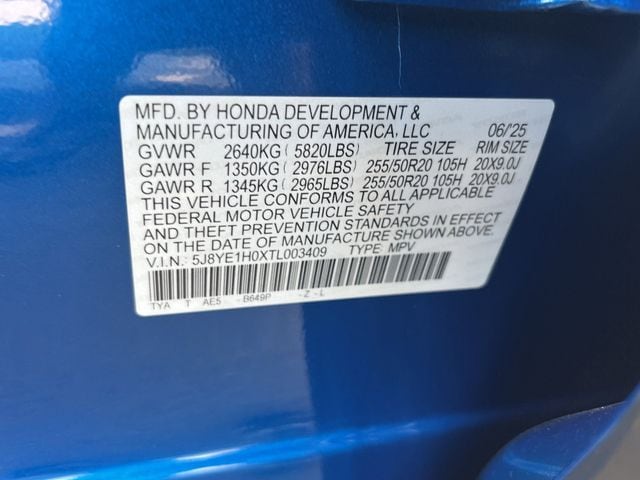 MFD. BY HONDA DEVELOPMENT &
MANUFACTURING OF AMERICA, LLC 06/'25
GVWR 2640KG ( 5820LBS) TIRE SIZE RIM SIZE
GAWR F 1350KG ( 2976LBS) 255/50R20 105H 20X9.0J
GAWR R 1345KG ( 2965LBS) 255/50R20 105H 20X9.0J
THIS VEHICLE CONFORMS TO ALL APPLICABLE
FEDERAL MOTOR VEHICLE SAFETY
AND THEFT PREVENTION STANDARDS IN EFFECT
ON THE DATE OF MANUFACTURE SHOWN ABOVE.
V.I.N.: 5J8YE1H0XTL003409 TYPE: MPV
TYA T AE5 - B649P - Z - L